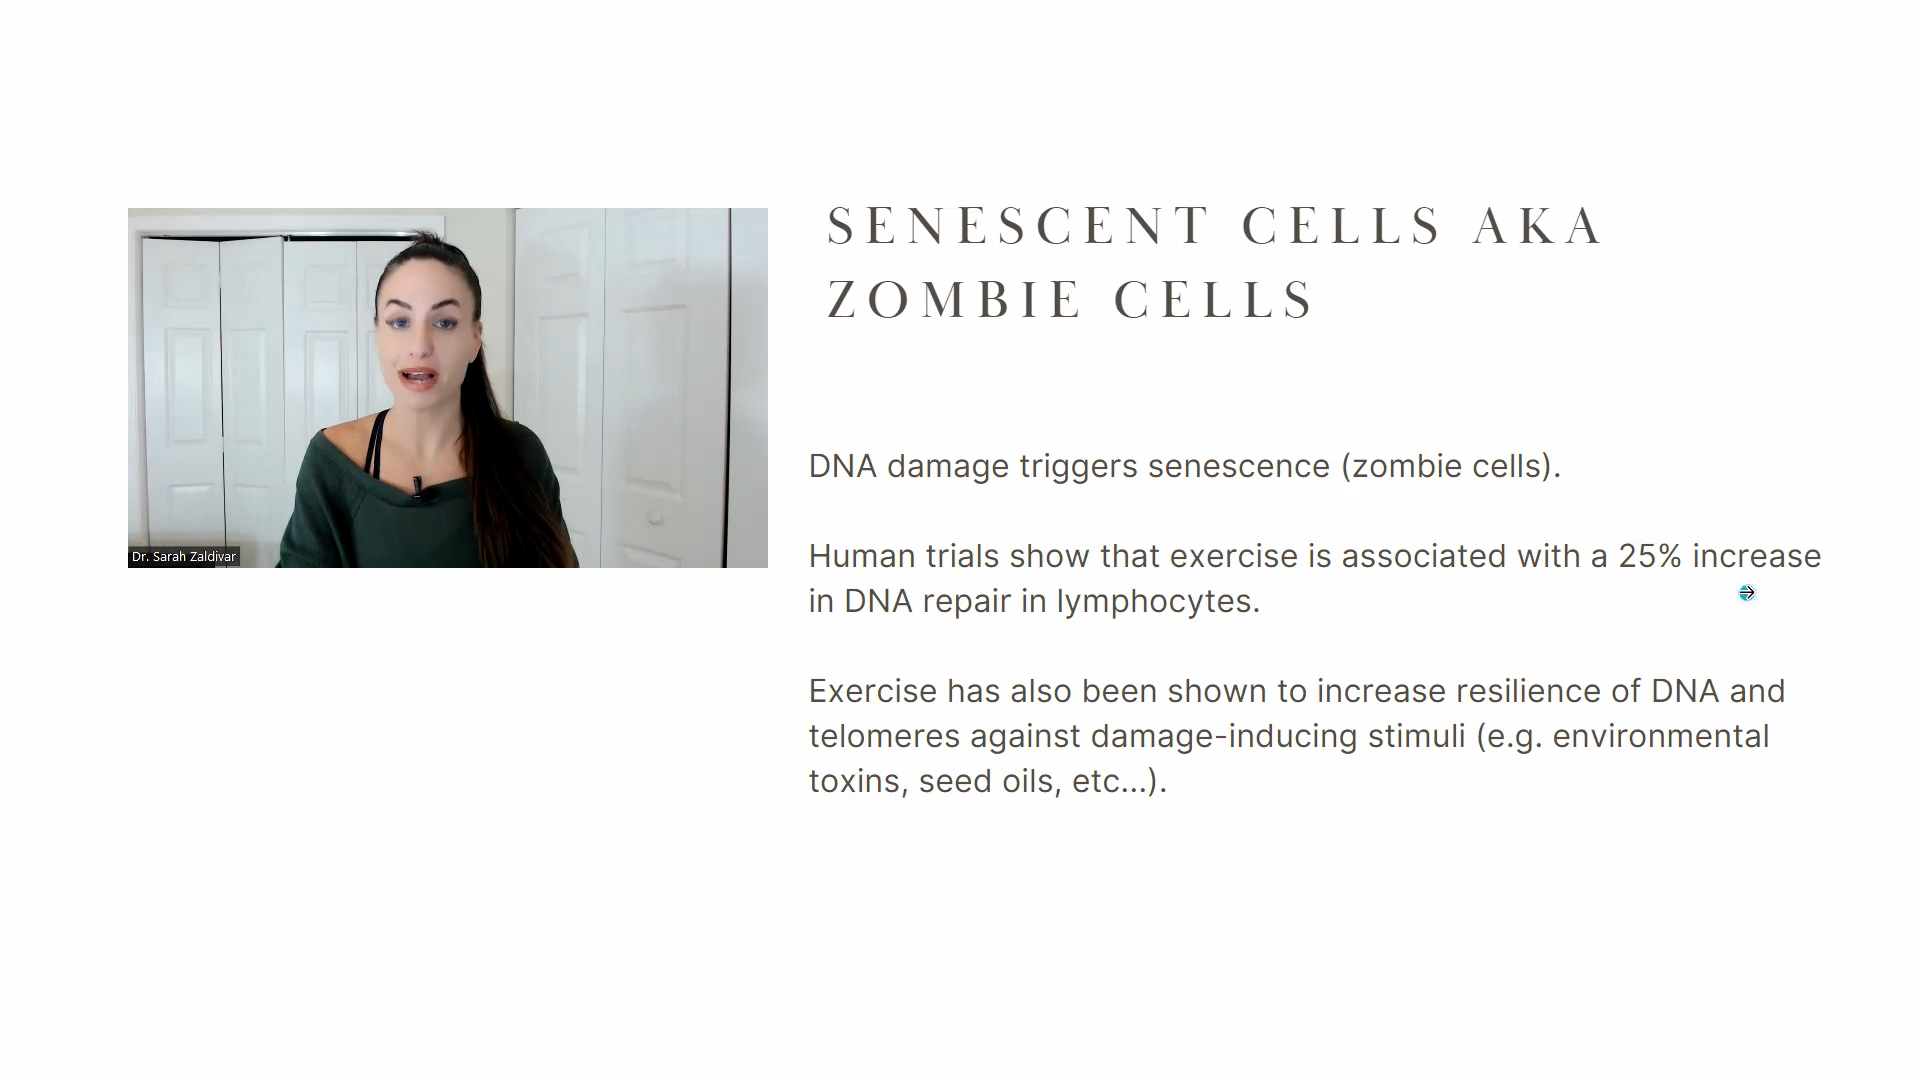 SENESCENT CELLS AKA
ZOMBIE CELLS
DNA damage triggers senescence (zombie cells).
Human trials show that exercise is associated with a 25% increase
in DNA repair in lymphocytes.
Exercise has also been shown to increase resilience of DNA and
telomeres against damage-inducing stimuli (e.g. environmental
toxins, seed oils, etc...).
Dr. Sarah Zaldivar